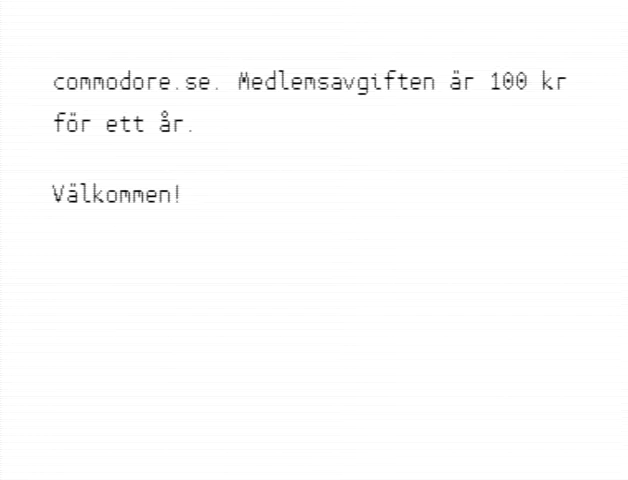 commodore.se. Medlemsavgiften är 100 kr
för ett år.
Välkommen!